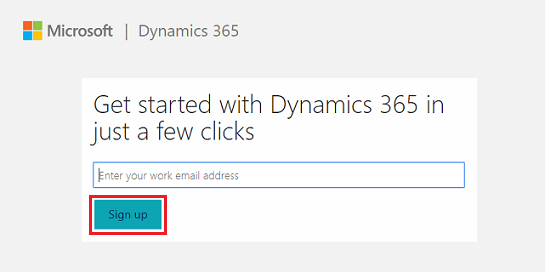 Microsoft | Dynamics 365
Get started with Dynamics 365 in
just a few clicks
Enter your work email address
Sign up